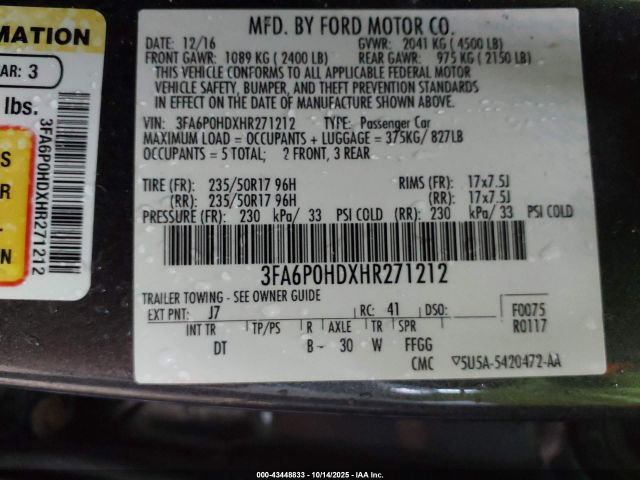 MATION
AR: 3
lbs.
S
R
-
N
3FA6P0HDXHR271212
MFD. BY FORD MOTOR CO.
DATE: 12/16 GVWR: 2041 KG ( 4500 LB)
FRONT GAWR: 1089 KG ( 2400 LB) REAR GAWR: 975 KG ( 2150 LB)
THIS VEHICLE CONFORMS TO ALL APPLICABLE FEDERAL MOTOR
VEHICLE SAFETY, BUMPER, AND THEFT PREVENTION STANDARDS
IN EFFECT ON THE DATE OF MANUFACTURE SHOWN ABOVE.
VIN: 3FA6P0HDXHR271212 TYPE: Passenger Car
MAXIMUM LOAD = OCCUPANTS + LUGGAGE = 375KG/ 827LB
OCCUPANTS = 5 TOTAL; 2 FRONT, 3 REAR
TIRE (FR): 235/50R17 96H RIMS (FR): 17x7.5J
(RR): 235/50R17 96H (RR): 17x7.5J
PRESSURE (FR): 230 kPa/ 33 PSI COLD (RR): 230 kPa/ 33 PSI COLD
3FA6P0HDXHR271212
TRAILER TOWING - SEE OWNER GUIDE
EXT PNT: J7 RC: 41 DSO: F0075
INT TR TP/PS R AXLE TR SPR R0117
DT B- 30 W FFGG
CMC 5U5A-5420472-AA
000-43448833 - 10/14/2025 - IAA Inc.